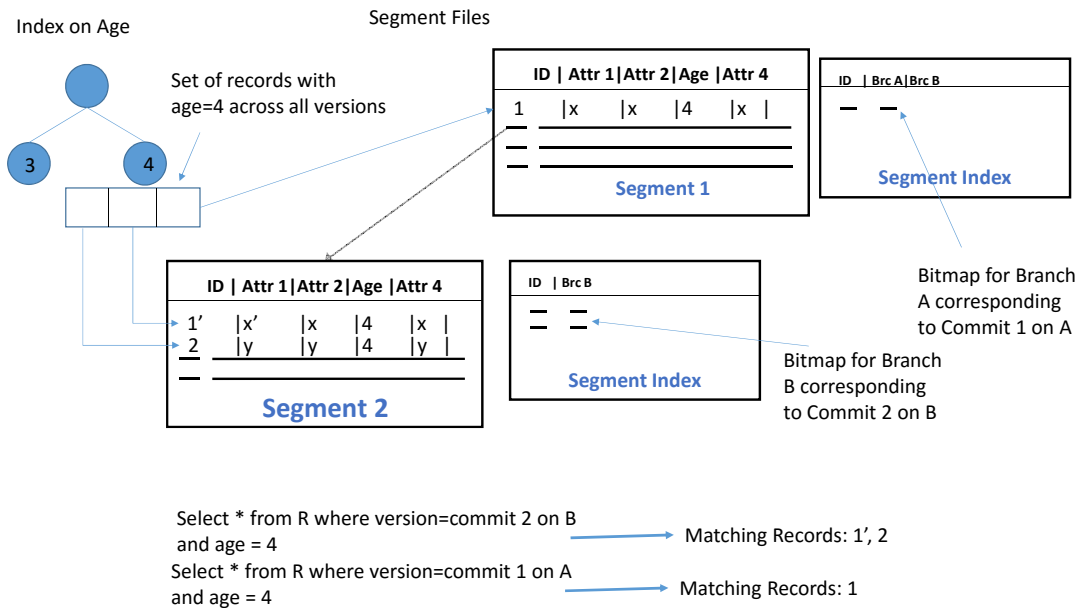 Segment Files
Index on Age
Set of records with
age=4 across all versions
3
4
ID | Attr 1|Attr 2|Age |Attr 4
1 |x |x |4 |x |
Segment 1
ID | Brc A|Brc B
Segment Index
ID | Attr 1|Attr 2|Age |Attr 4
1’ |x’ |x |4 |x |
2 |y |y |4 |y |
Segment 2
ID | Brc B
Segment Index
Bitmap for Branch
A corresponding
to Commit 1 on A
Bitmap for Branch
B corresponding
to Commit 2 on B
Select * from R where version=commit 2 on B
and age = 4
Matching Records: 1’, 2
Select * from R where version=commit 1 on A
and age = 4
Matching Records: 1